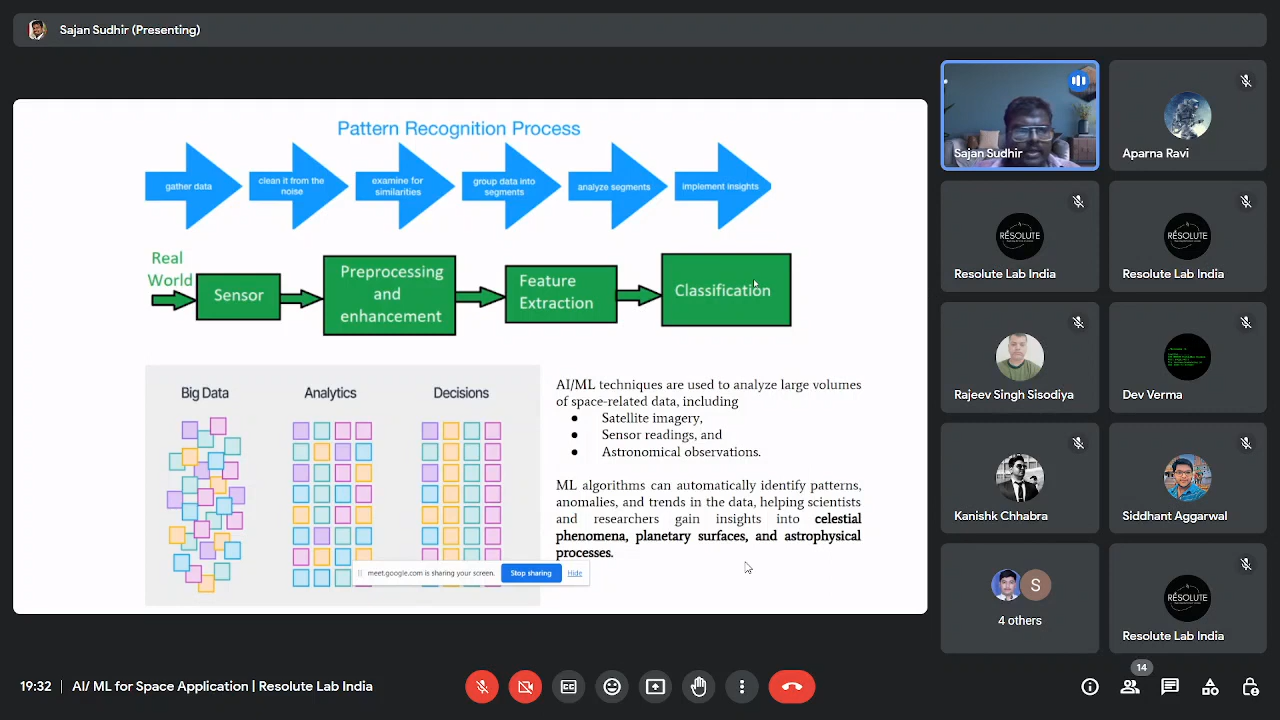 Sajan Sudhir (Presenting)
Pattern Recognition Process
gather data
clean it from the
noise
examine for
similarities
group data into
segments
analyze segments
implement insights
Real
World
Sensor
Preprocessing
and
enhancement
Feature
Extraction
Classification
Big Data
Analytics
Decisions
AI/ML techniques are used to analyze large volumes
of space-related data, including
● Satellite imagery,
● Sensor readings, and
● Astronomical observations.
ML algorithms can automatically identify patterns,
anomalies, and trends in the data, helping scientists
and researchers gain insights into celestial
phenomena, planetary surfaces, and astrophysical
processes.
meet.google.com is sharing your screen.
Stop sharing
Hide
Sajan Sudhir
Aparna Ravi
RÉSOLUTE
Resolute Lab India
RÉSOLUTE
Resolute Lab India
Rajeev Singh Sisodiya
Dev Verma
Kanishk Chhabra
Siddhant Aggarwal
S
4 others
RÉSOLUTE
Resolute Lab India
19:32 | AI/ ML for Space Application | Resolute Lab India
14